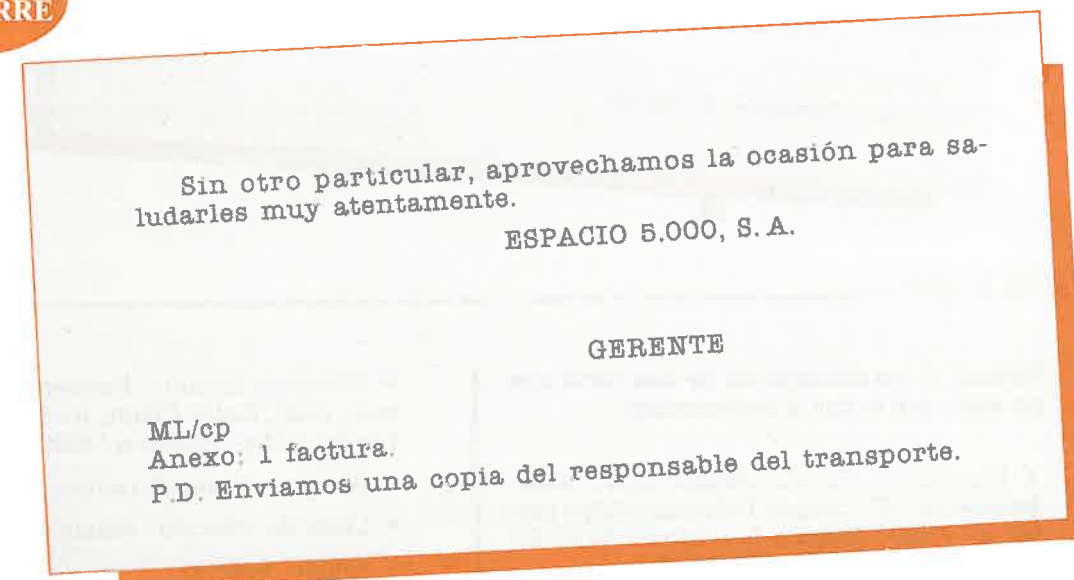 Sin otro particular, aprovechamos la ocasión para sa-
ludarles muy atentamente.
ESPACIO 5.000, S. A.
GERENTE
ML/cp
Anexo: 1 factura.
P.D. Enviamos una copia del responsable del transporte.